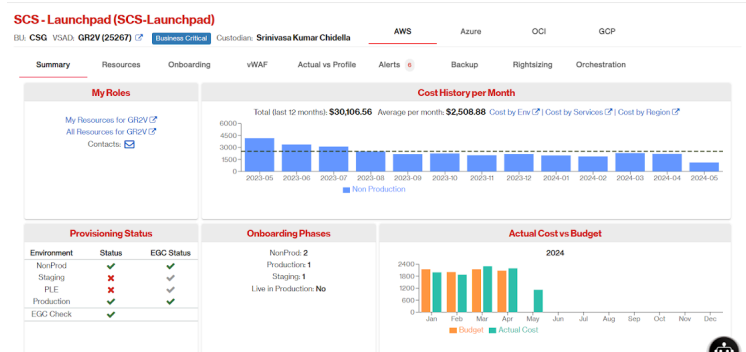 SCS - Launchpad (SCS-Launchpad)
BU: CSG VSAD: GR2V (25267) Business Critical Custodian: Srinivasa Kumar Chidella
AWS Azure OCI GCP
Summary Resources Onboarding vWAF Actual vs Profile Alerts 6 Backup Rightsizing Orchestration
My Roles
My Resources for GR2V
All Resources for GR2V
Contacts:
Cost History per Month
Total (last 12 months): $30,106.56 Average per month: $2,508.88 Cost by Env | Cost by Services | Cost by Region
6000
4500
3000
1500
0
2023-05 2023-06 2023-07 2023-08 2023-09 2023-10 2023-11 2023-12 2024-01 2024-02 2024-03 2024-04 2024-05
Non Production
Provisioning Status
Environment Status EGC Status
NonProd
Staging
PLE
Production
EGC Check
Onboarding Phases
NonProd: 2
Production: 1
Staging: 1
Live in Production: No
Actual Cost vs Budget
2024
2400
1800
1200
600
0
Jan Feb Mar Apr May Jun Jul Aug Sep Oct Nov Dec
Budget Actual Cost